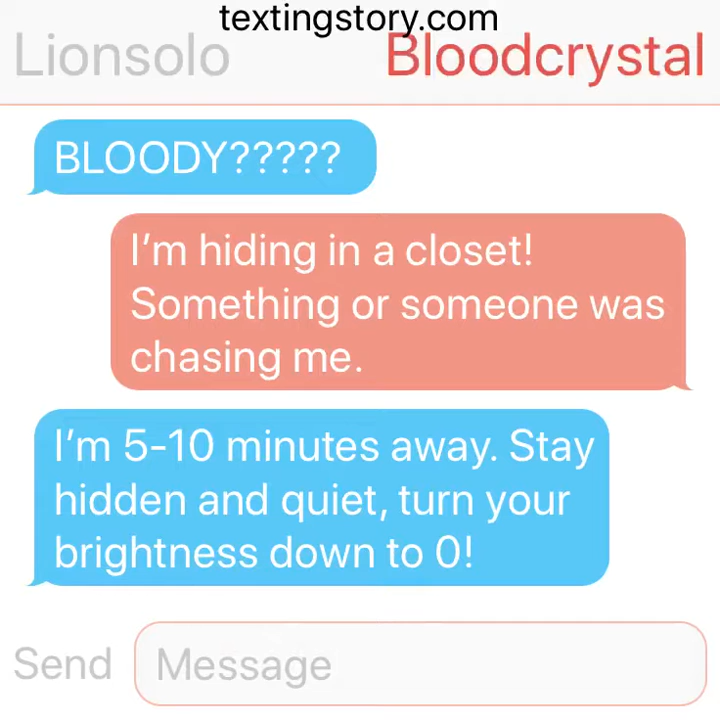 textingstory.com
Lionsolo Bloodcrystal
BLOODY?????
I’m hiding in a closet!
Something or someone was
chasing me.
I’m 5-10 minutes away. Stay
hidden and quiet, turn your
brightness down to 0!
Send Message